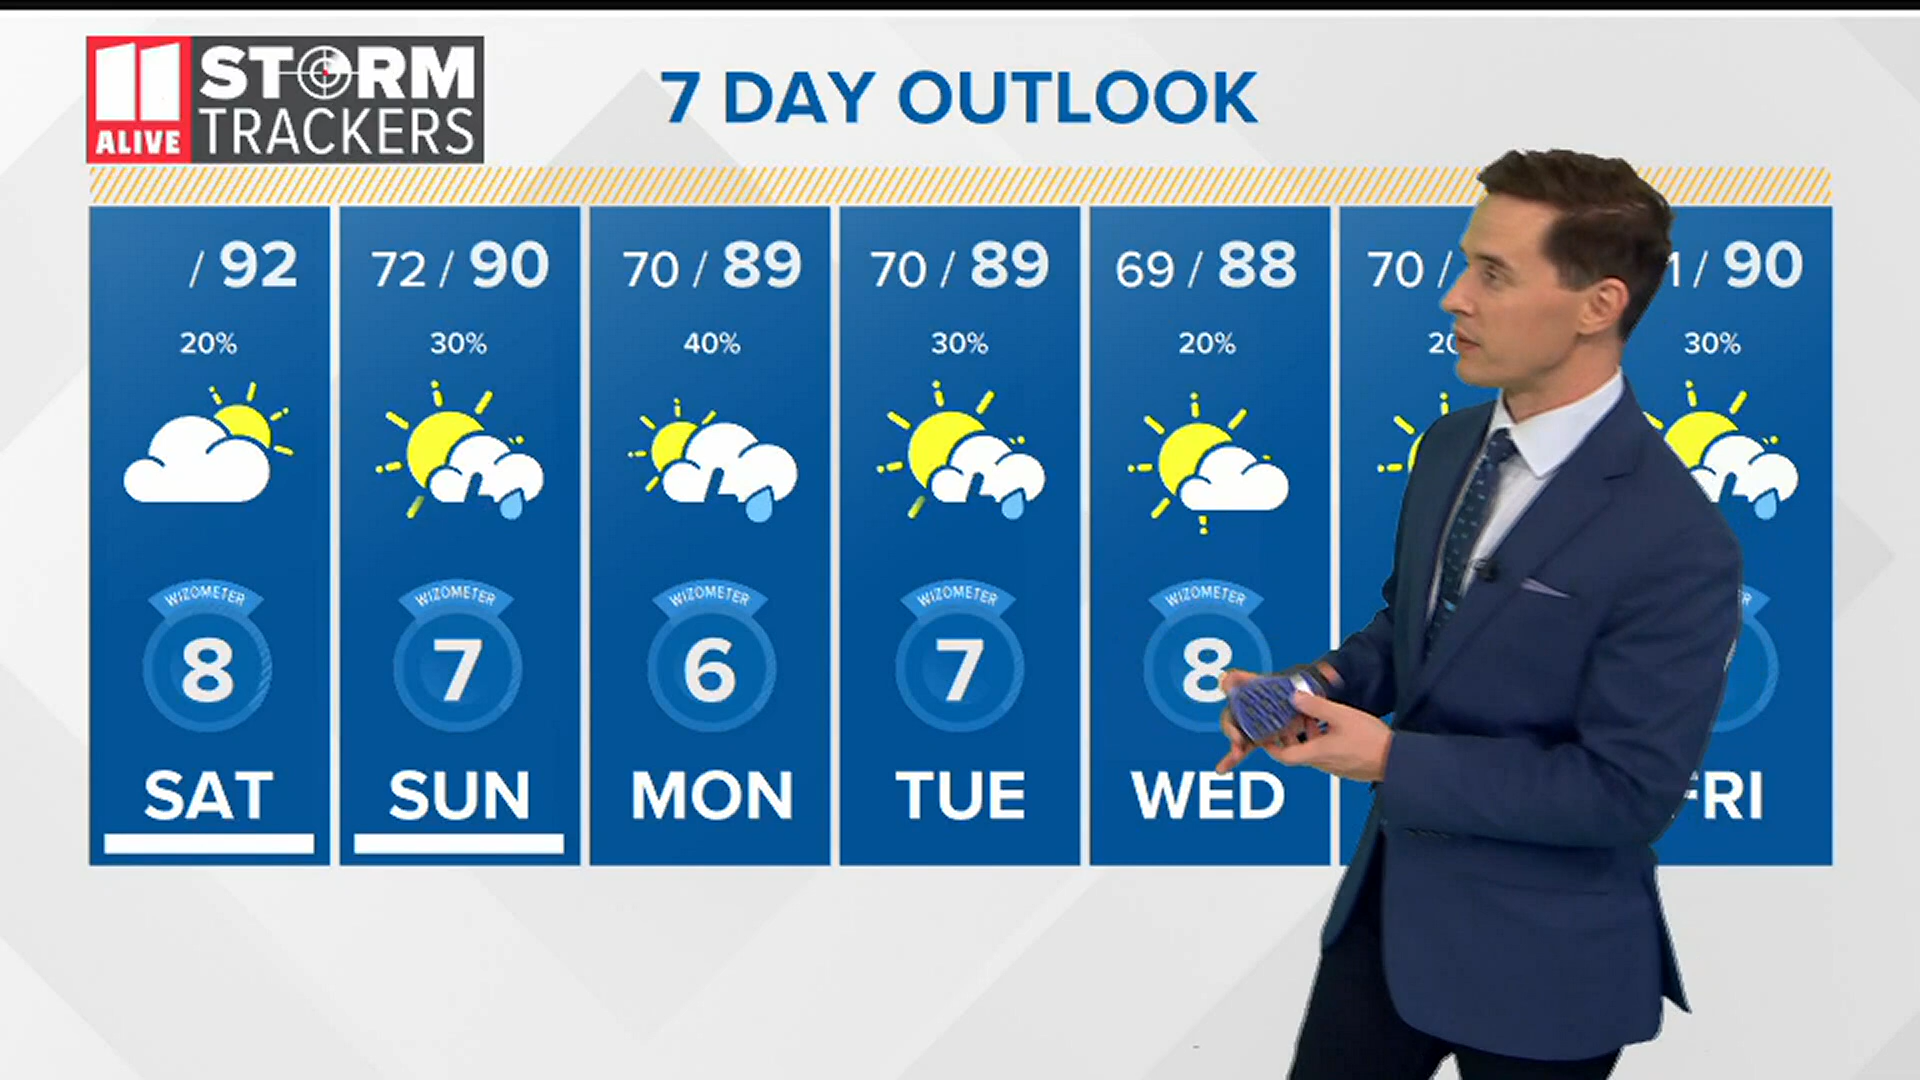 11 ALIVE
STORM TRACKERS
7 DAY OUTLOOK
/ 92
20%
WIZOMETER
8
SAT
72 / 90
30%
WIZOMETER
7
SUN
70 / 89
40%
WIZOMETER
6
MON
70 / 89
30%
WIZOMETER
7
TUE
69 / 88
20%
WIZOMETER
8
WED
70 /
1 / 90
30%
FRI